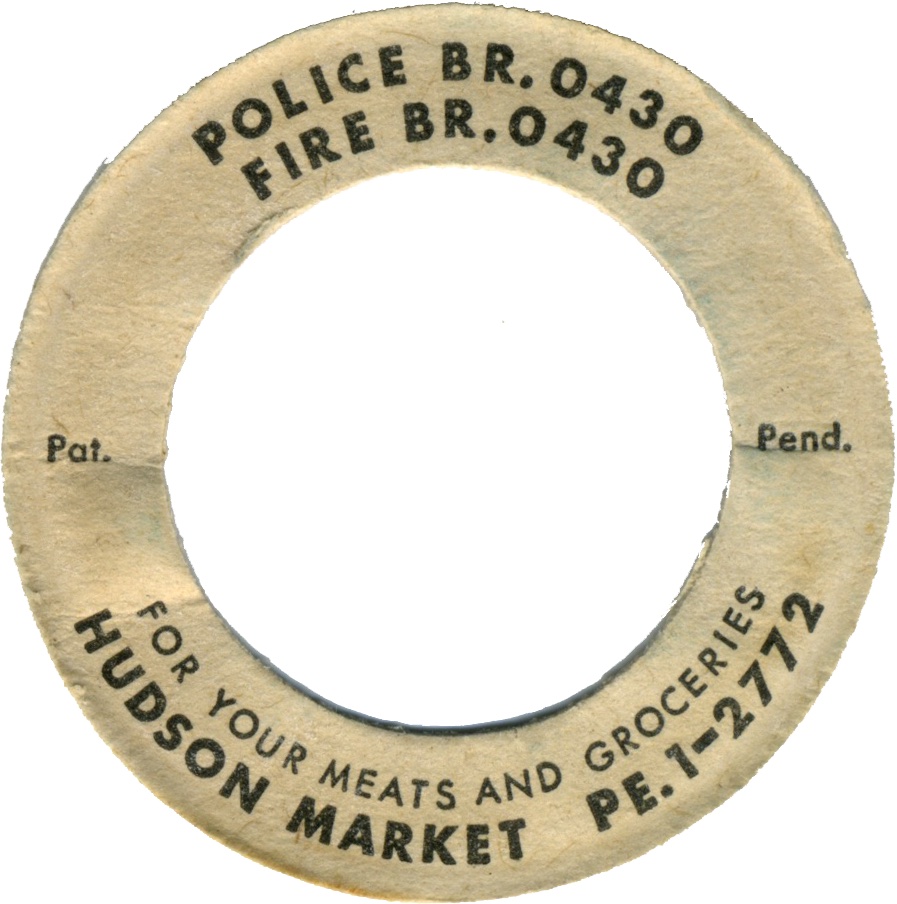 POLICE BR. 0430
FIRE BR. 0430
Pat. Pend.
FOR YOUR MEATS AND GROCERIES
HUDSON MARKET PE. 1-2772